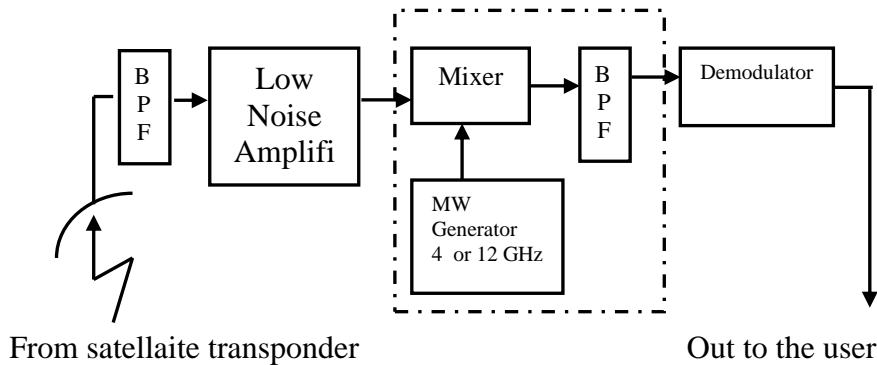 B
P
F
Low
Noise
Amplifi
Mixer
MW
Generator
4 or 12 GHz
B
P
F
Demodulator
From satellaite transponder
Out to the user